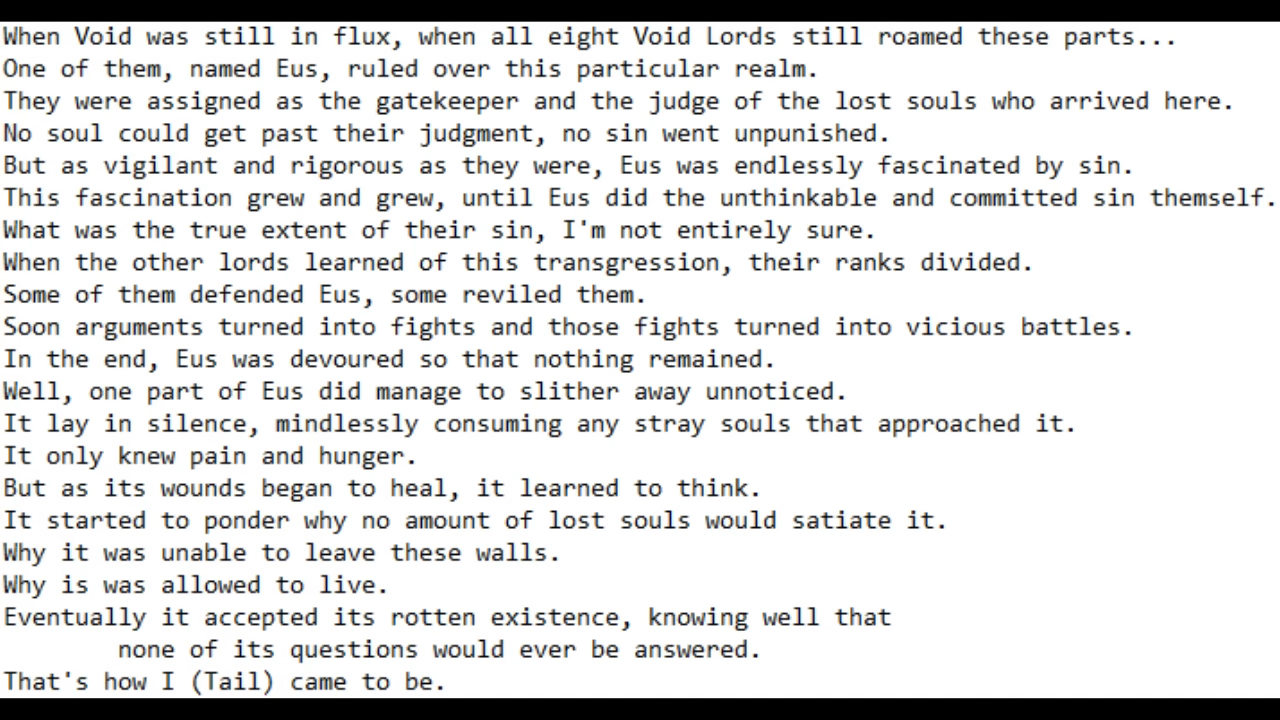 When Void was still in flux, when all eight Void Lords still roamed these parts...
One of them, named Eus, ruled over this particular realm.
They were assigned as the gatekeeper and the judge of the lost souls who arrived here.
No soul could get past their judgment, no sin went unpunished.
But as vigilant and rigorous as they were, Eus was endlessly fascinated by sin.
This fascination grew and grew, until Eus did the unthinkable and committed sin themself.
What was the true extent of their sin, I'm not entirely sure.
When the other lords learned of this transgression, their ranks divided.
Some of them defended Eus, some reviled them.
Soon arguments turned into fights and those fights turned into vicious battles.
In the end, Eus was devoured so that nothing remained.
Well, one part of Eus did manage to slither away unnoticed.
It lay in silence, mindlessly consuming any stray souls that approached it.
It only knew pain and hunger.
But as its wounds began to heal, it learned to think.
It started to ponder why no amount of lost souls would satiate it.
Why it was unable to leave these walls.
Why is was allowed to live.
Eventually it accepted its rotten existence, knowing well that
none of its questions would ever be answered.
That's how I (Tail) came to be.